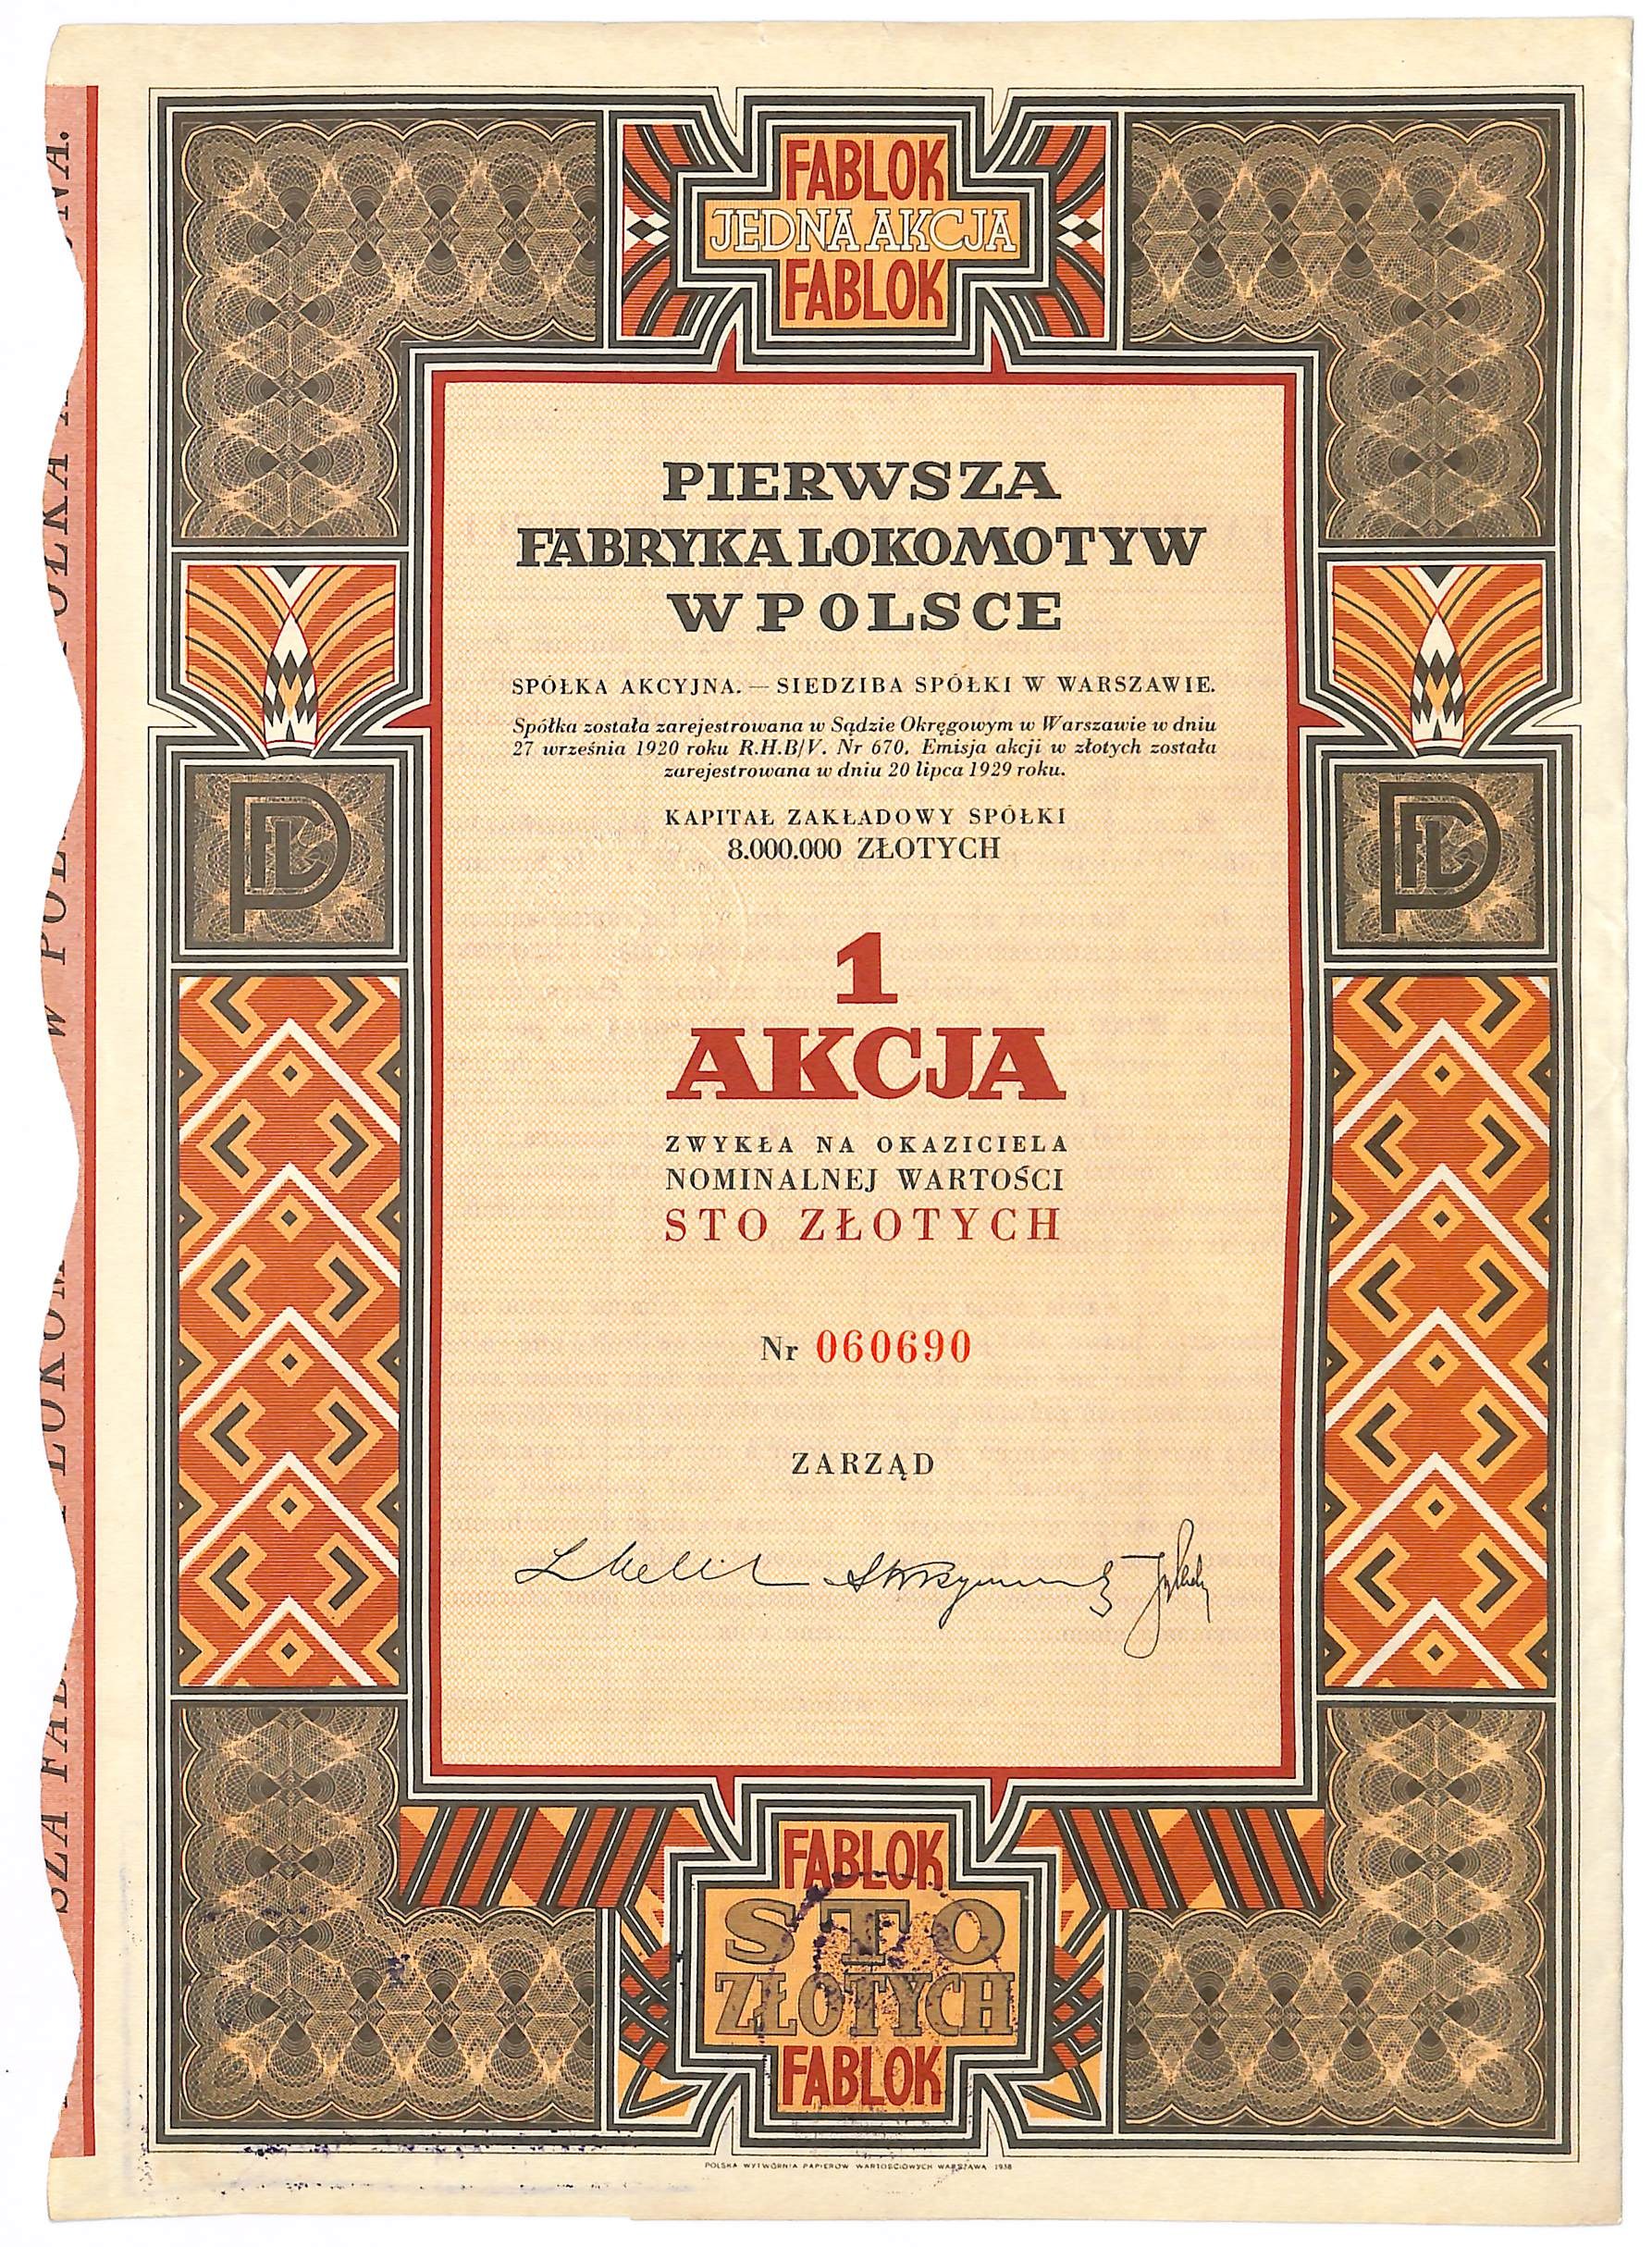 FABLOK
JEDNA AKCJA
FABLOK
PIERWSZA
FABRYKA LOKOMOTYW
W POLSCE
SPÓŁKA AKCYJNA. — SIEDZIBA SPÓŁKI W WARSZAWIE.
Spółka została zarejestrowana w Sądzie Okręgowym w Warszawie w dniu
27 września 1920 roku R.H.B/V. Nr 670. Emisja akcji w złotych została
zarejestrowana w dniu 20 lipca 1929 roku.
KAPITAŁ ZAKŁADOWY SPÓŁKI
8.000.000 ZŁOTYCH
1
AKCJA
ZWYKŁA NA OKAZICIELA
NOMINALNEJ WARTOŚCI
STO ZŁOTYCH
Nr 060690
ZARZĄD
FABLOK
STO
ZŁOTYCH
FABLOK
POLSKA WYTWÓRNIA PAPIERÓW WARTOŚCIOWYCH WARSZAWA 1938